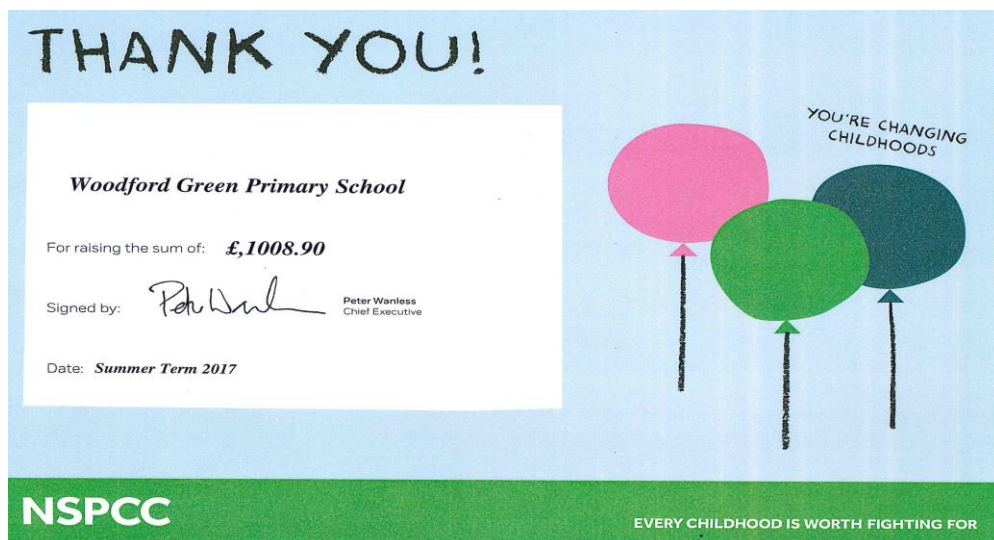 THANK YOU!
YOU'RE CHANGING
CHILDHOODS
Woodford Green Primary School
For raising the sum of: £,1008.90
Signed by: Peter Wanless
Chief Executive
Date: Summer Term 2017
NSPCC
EVERY CHILDHOOD IS WORTH FIGHTING FOR